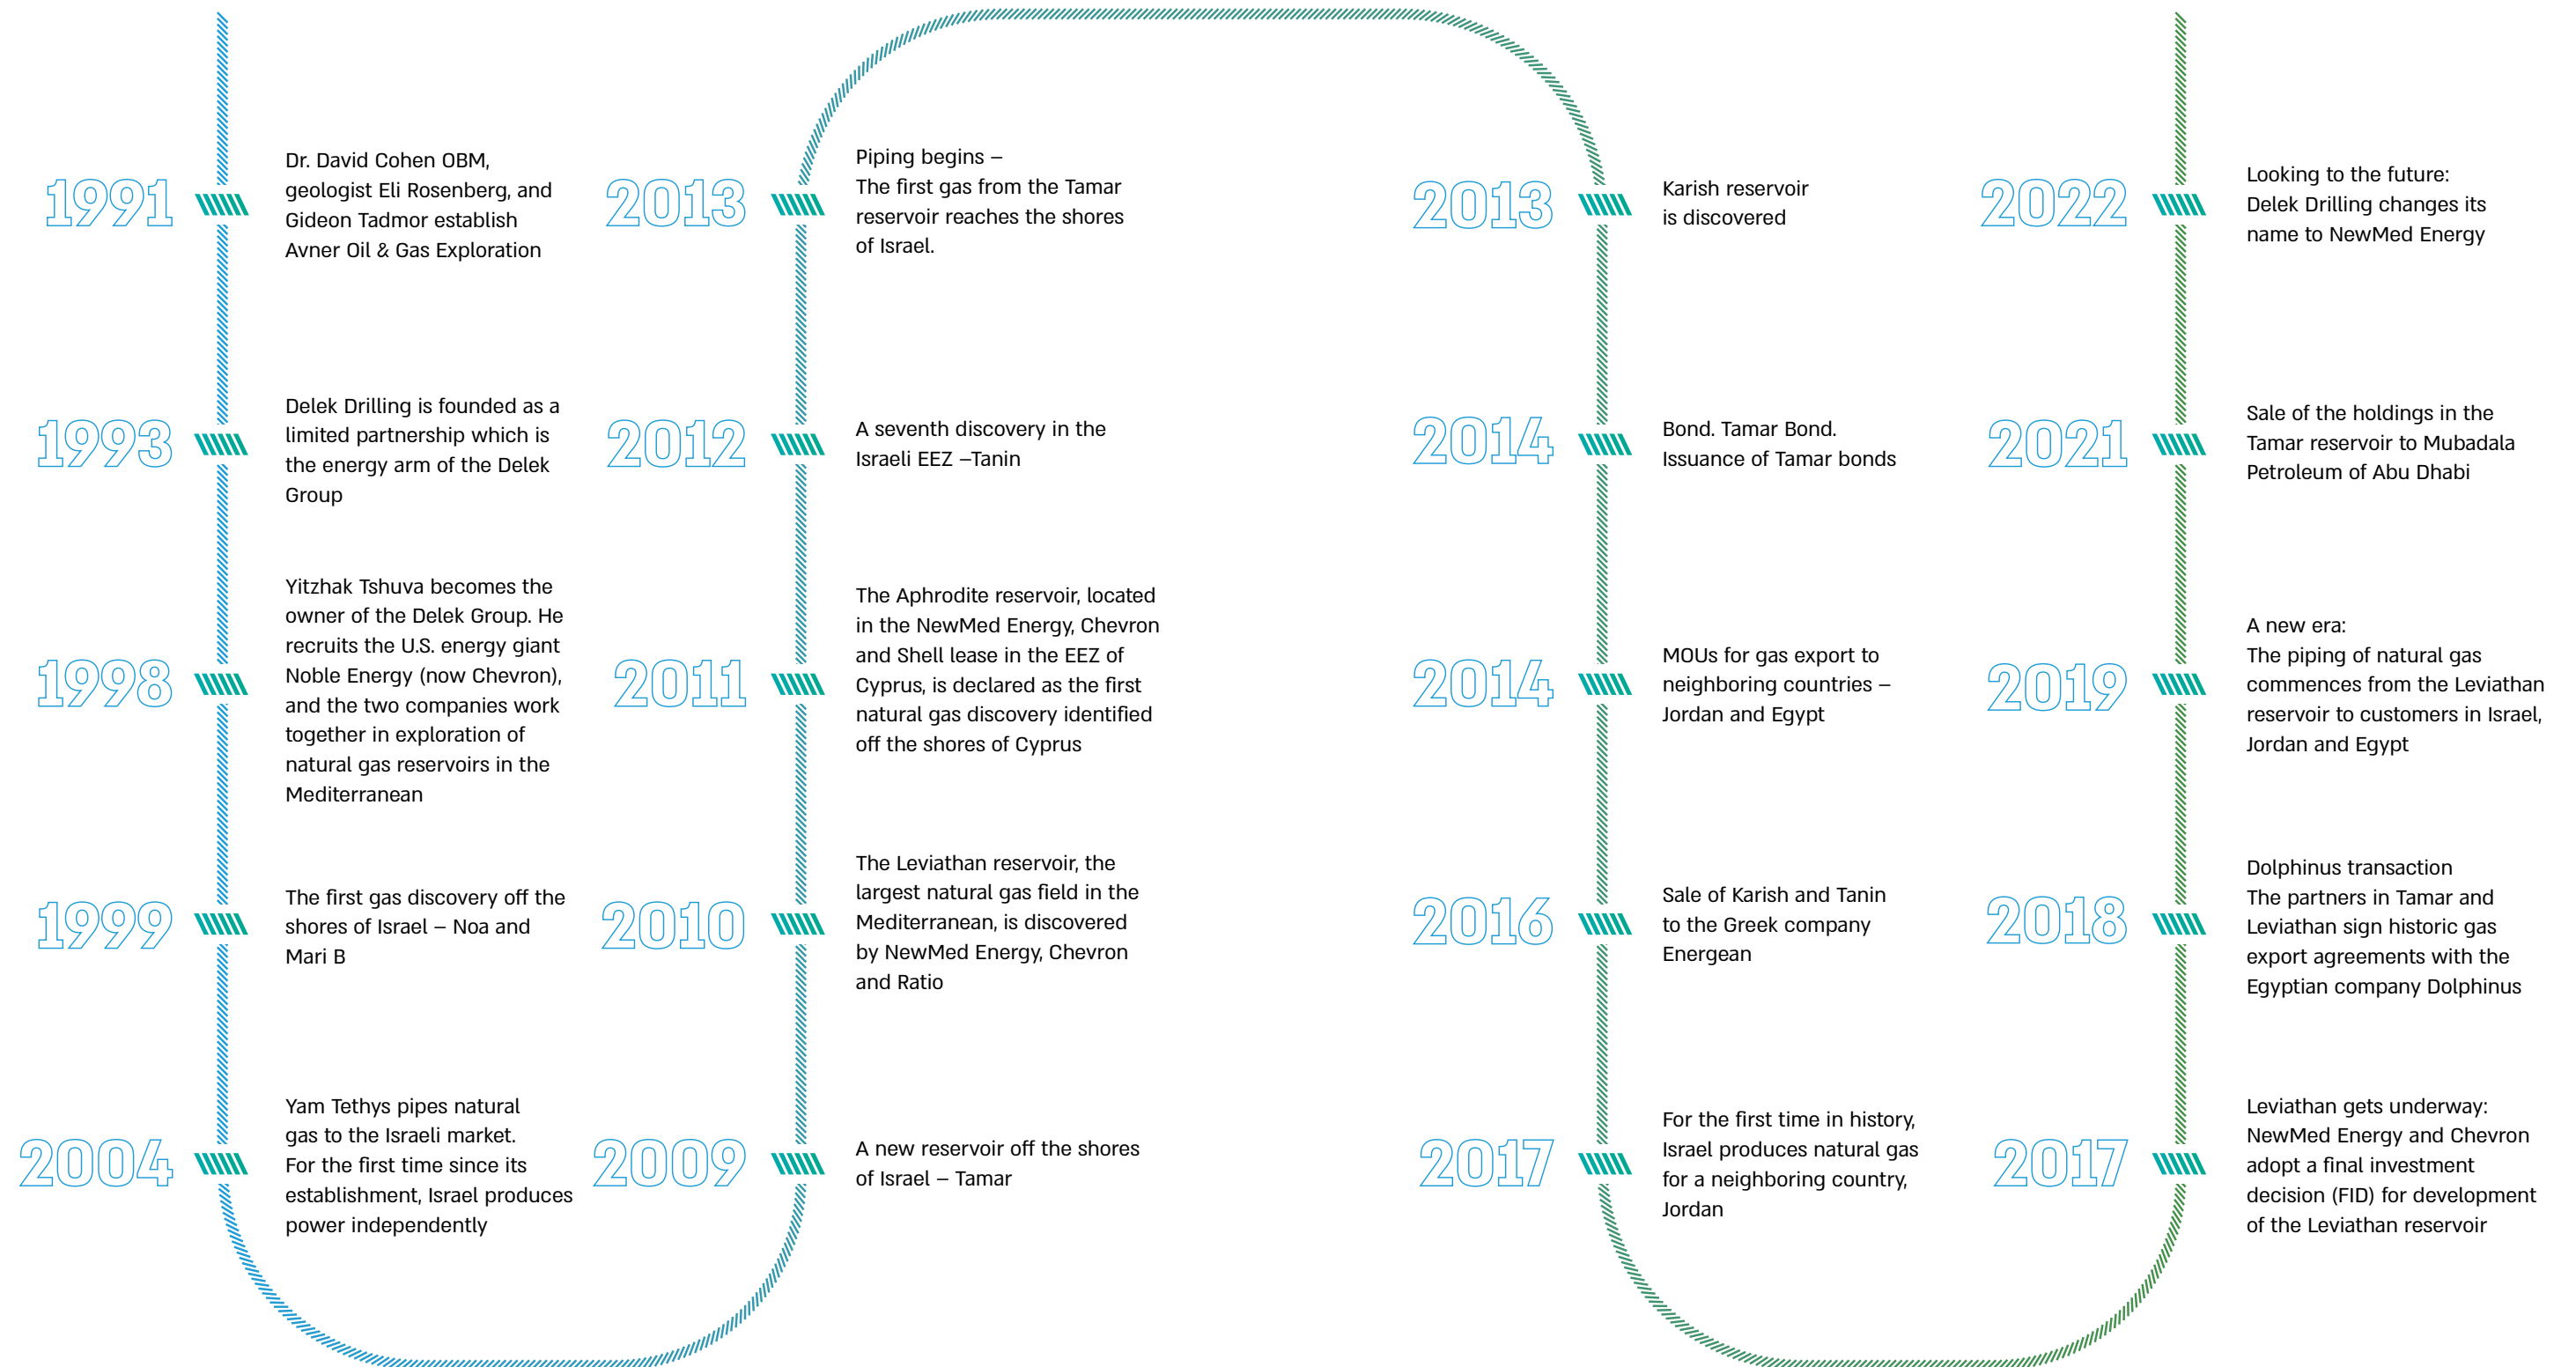 1991
Dr. David Cohen OBM,
geologist Eli Rosenberg, and
Gideon Tadmor establish
Avner Oil & Gas Exploration
1993
Delek Drilling is founded as a
limited partnership which is
the energy arm of the Delek
Group
1998
Yitzhak Tshuva becomes the
owner of the Delek Group. He
recruits the U.S. energy giant
Noble Energy (now Chevron),
and the two companies work
together in exploration of
natural gas reservoirs in the
Mediterranean
1999
The first gas discovery off the
shores of Israel – Noa and
Mari B
2004
Yam Tethys pipes natural
gas to the Israeli market.
For the first time since its
establishment, Israel produces
power independently
2009
A new reservoir off the shores
of Israel – Tamar
2010
The Leviathan reservoir, the
largest natural gas field in the
Mediterranean, is discovered
by NewMed Energy, Chevron
and Ratio
2011
The Aphrodite reservoir, located
in the NewMed Energy, Chevron
and Shell lease in the EEZ of
Cyprus, is declared as the first
natural gas discovery identified
off the shores of Cyprus
2012
A seventh discovery in the
Israeli EEZ –Tanin
2013
Piping begins –
The first gas from the Tamar
reservoir reaches the shores
of Israel.
2013
Karish reservoir
is discovered
2014
Bond. Tamar Bond.
Issuance of Tamar bonds
2014
MOUs for gas export to
neighboring countries –
Jordan and Egypt
2016
Sale of Karish and Tanin
to the Greek company
Energean
2017
For the first time in history,
Israel produces natural gas
for a neighboring country,
Jordan
2017
Leviathan gets underway:
NewMed Energy and Chevron
adopt a final investment
decision (FID) for development
of the Leviathan reservoir
2018
Dolphinus transaction
The partners in Tamar and
Leviathan sign historic gas
export agreements with the
Egyptian company Dolphinus
2019
A new era:
The piping of natural gas
commences from the Leviathan
reservoir to customers in Israel,
Jordan and Egypt
2021
Sale of the holdings in the
Tamar reservoir to Mubadala
Petroleum of Abu Dhabi
2022
Looking to the future:
Delek Drilling changes its
name to NewMed Energy